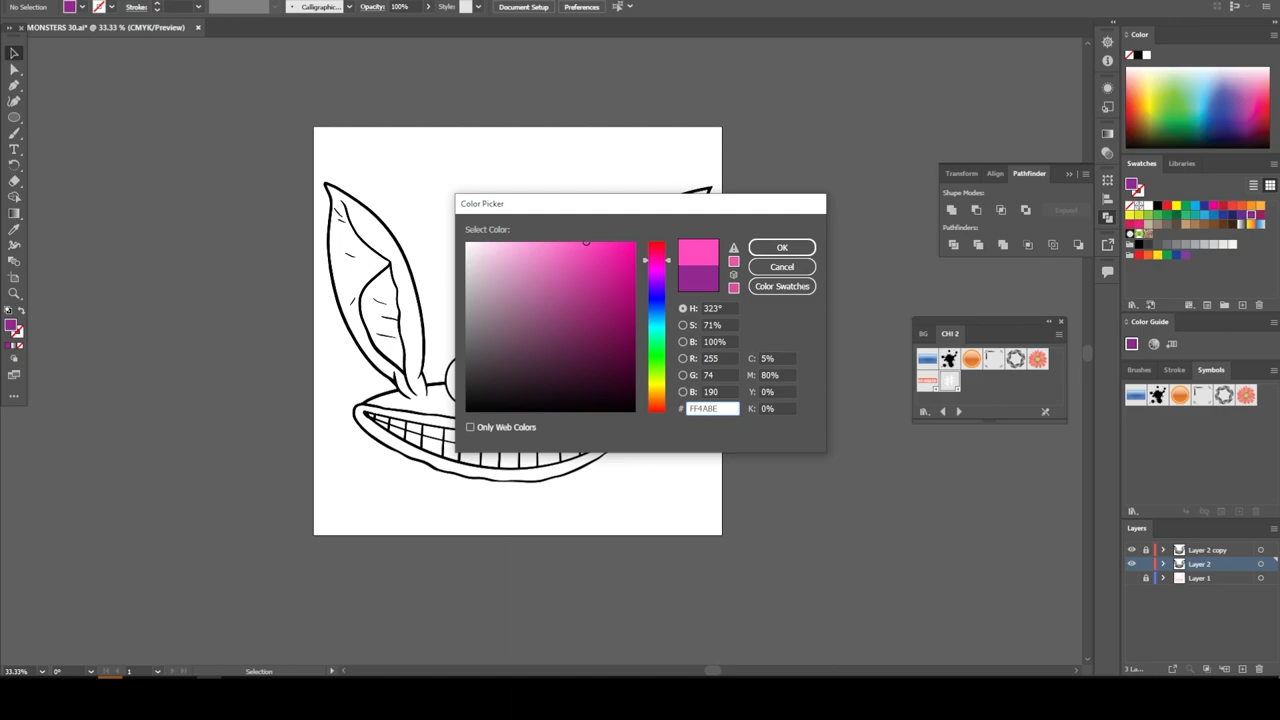 No Selection Stroke: Calligraphic... Opacity: 100% Style: Document Setup Preferences
MONSTERS 30.ai* @ 33.33 % (CMYK/Preview)
Color
Swatches Libraries
Transform Align Pathfinder
Shape Modes:
Expand
Pathfinders:
Color Picker
Select Color:
OK
Cancel
Color Swatches
H: 323°
S: 71%
B: 100%
R: 255 C: 5%
G: 74 M: 80%
B: 190 Y: 0%
# FF4ABE K: 0%
Only Web Colors
BG CHI 2
Color Guide
Brushes Stroke Symbols
Layers
Layer 2 copy
Layer 2
Layer 1
3 La...
33.33% 0° 1 Selection